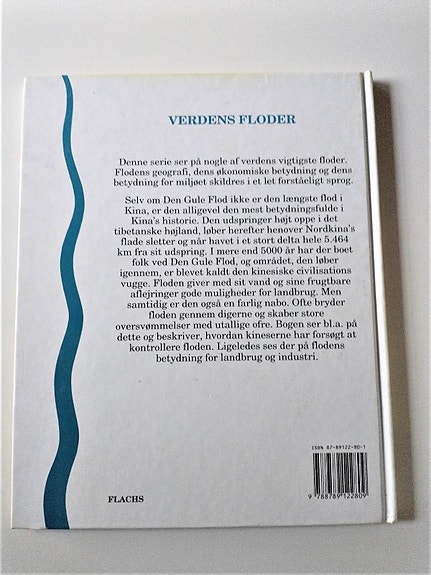 VERDENS FLODER
Denne serie ser på nogle af verdens vigtigste floder.
Flodens geografi, dens økonomiske betydning og dens
betydning for miljøet skildres i et let forståeligt sprog.
Selv om Den Gule Flod ikke er den længste flod i
Kina, er den alligevel den mest betydningsfulde i
Kina's historie. Den udspringer højt oppe i det
tibetanske højland, løber herefter henover Nordkina's
flade sletter og når havet i et stort delta hele 5.464
km fra sit udspring. I mere end 5000 år har der boet
folk ved Den Gule Flod, og området, den løber
igennem, er blevet kaldt den kinesiske civilisations
vugge. Floden giver med sit vand og sine frugtbare
aflejringer gode muligheder for landbrug. Men
samtidig er den også en farlig nabo. Ofte bryder
floden gennem digerne og skaber store
oversvømmelser med utallige ofre. Bogen ser bl.a. på
dette og beskriver, hvordan kineserne har forsøgt at
kontrollere floden. Ligeledes ses der på flodens
betydning for landbrug og industri.
ISBN 87-89122-80-1
9 788789 122809
FLACHS